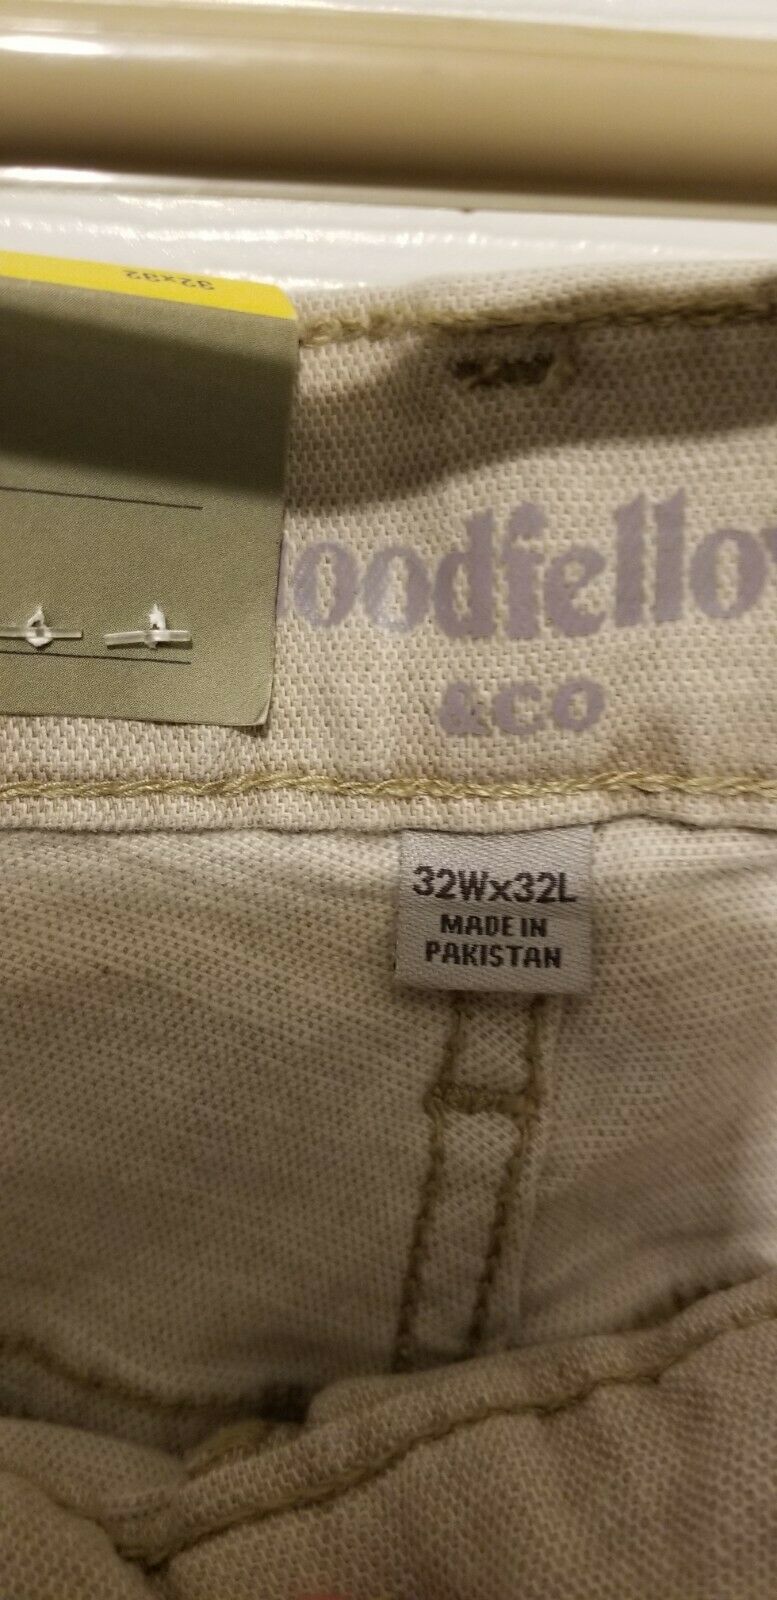 32x32
oodfello
&CO
32Wx32L
MADE IN
PAKISTAN